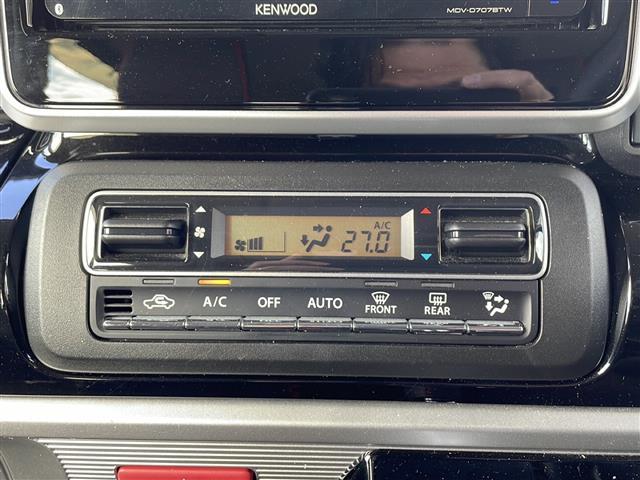 KENWOOD
MDV-D707BTW
A/C
27.0
A/C
OFF
AUTO
FRONT
REAR